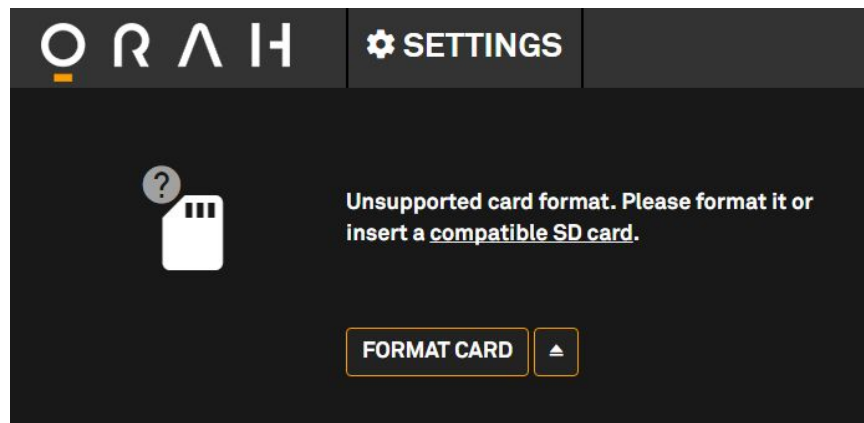 ORAH
SETTINGS
?
Unsupported card format. Please format it or
insert a compatible SD card.
FORMAT CARD